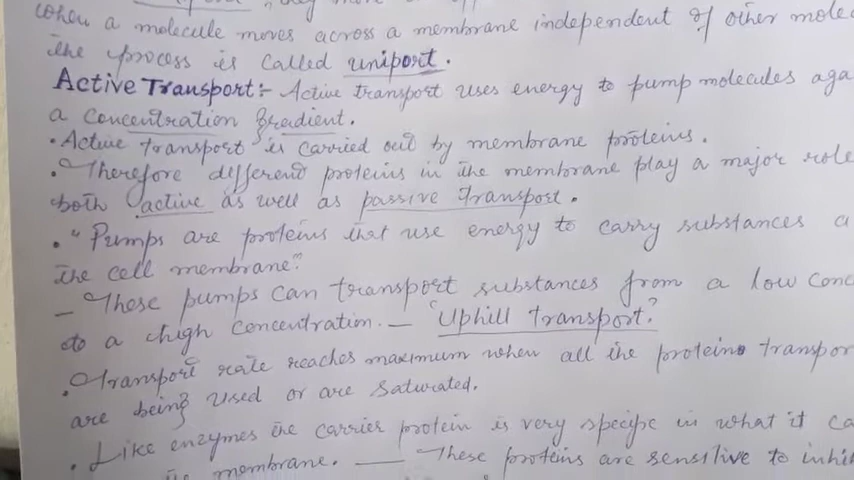 when a molecule moves across a membrane independent of other mole
the process is called uniport.
Active Transport:- Active transport uses energy to pump molecules aga
a concentration gradient.
• Active transport is carried out by membrane proteins.
• Therefore different proteins in the membrane play a major role
both active as well as passive transport.
• "Pumps are proteins that use energy to carry substances a
the cell membrane"
- These pumps can transport substances from a low conc
to a high concentration. — 'Uphill transport.'
• Transport rate reaches maximum when all the proteins transpor
are being used or are saturated.
• Like enzymes the carrier protein is very specific in what it ca
the membrane. — These proteins are sensitive to inhi